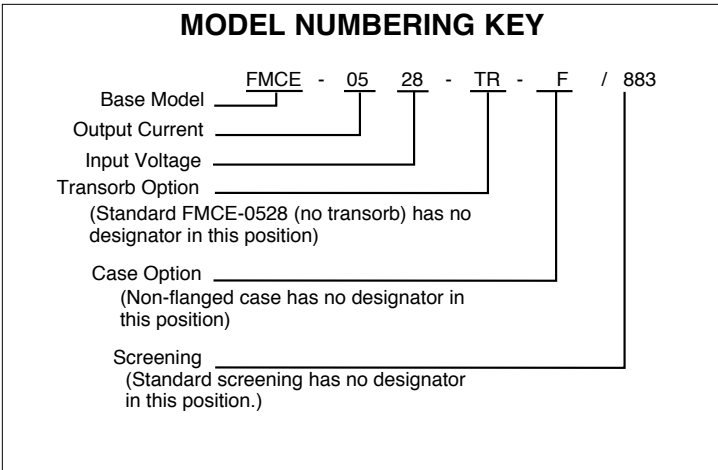 MODEL NUMBERING KEY
FMCE - 05 28 - TR - F / 883
Base Model
Output Current
Input Voltage
Transorb Option
(Standard FMCE-0528 (no transorb) has no
designator in this position)
Case Option
(Non-flanged case has no designator in
this position)
Screening
(Standard screening has no designator
in this position.)